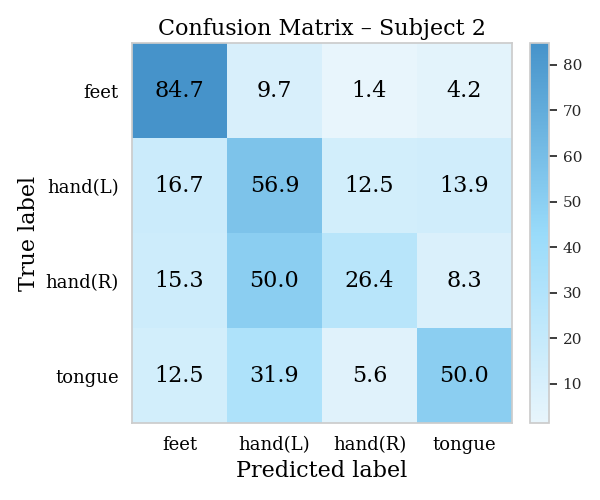 Confusion Matrix – Subject 2
feet 84.7 9.7 1.4 4.2
hand(L) 16.7 56.9 12.5 13.9
hand(R) 15.3 50.0 26.4 8.3
tongue 12.5 31.9 5.6 50.0
feet hand(L) hand(R) tongue
Predicted label
True label
80
70
60
50
40
30
20
10